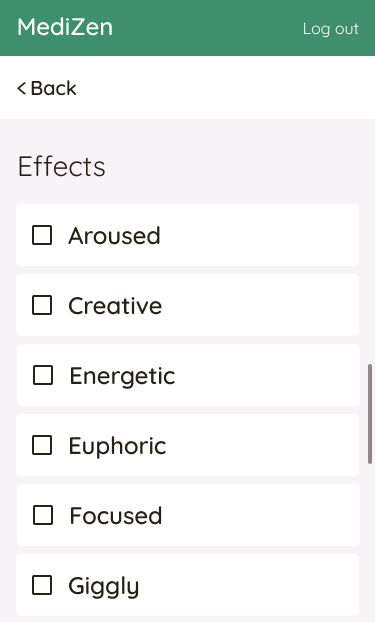 MediZen
Log out
< Back
Effects
Aroused
Creative
Energetic
Euphoric
Focused
Giggly